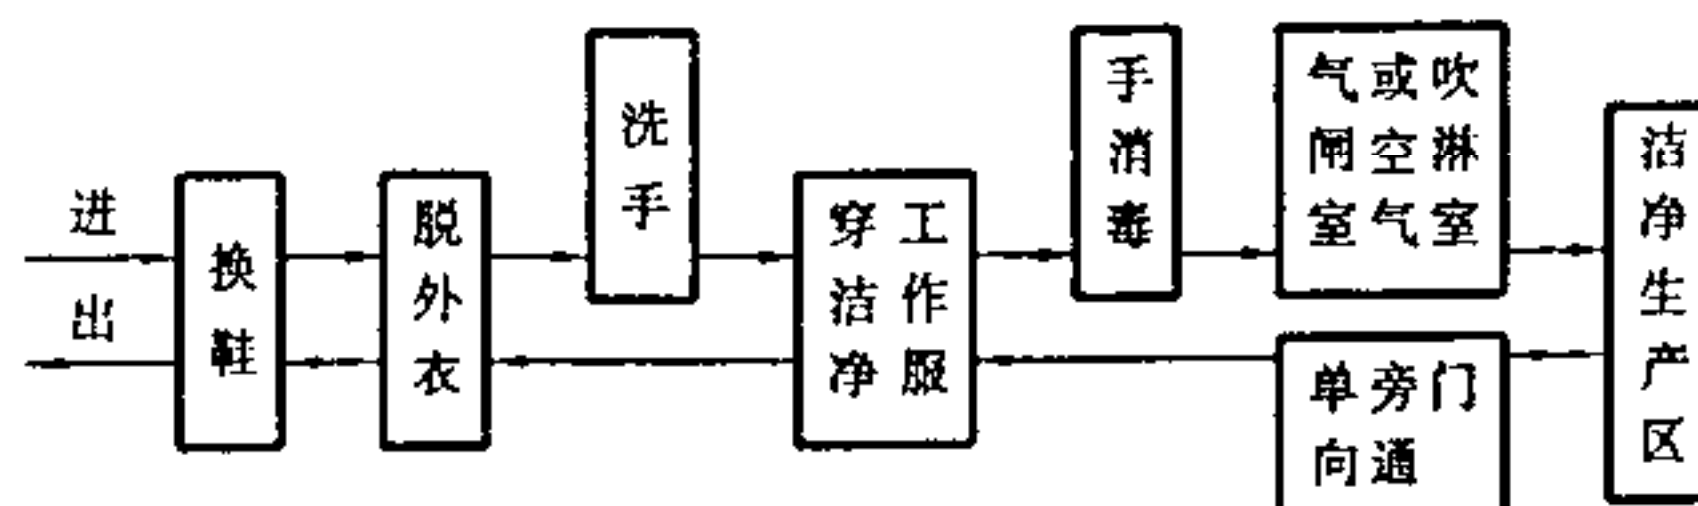 进
出
换鞋
脱外衣
洗手
穿洁净
工作服
手消毒
气闸室
或空气
吹淋室
单向
旁通
门
洁净生产区